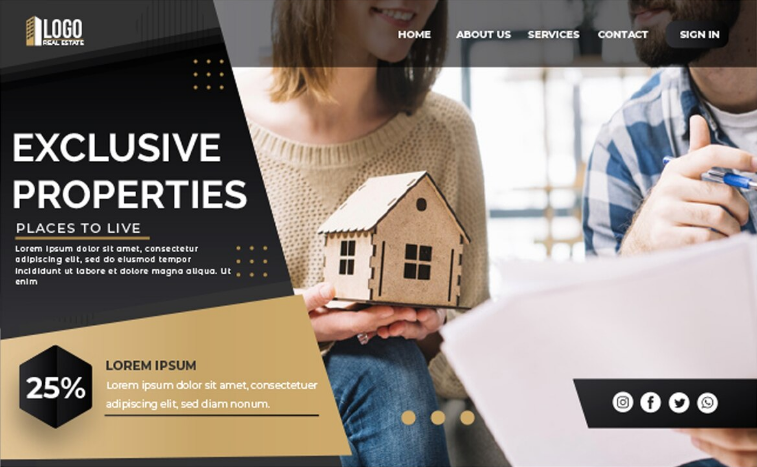 LOGO
REAL ESTATE
HOME ABOUT US SERVICES CONTACT SIGN IN
EXCLUSIVE
PROPERTIES
PLACES TO LIVE
Lorem ipsum dolor sit amet, consectetur
adipiscing elit, sed do eiusmod tempor
incididunt ut labore et dolore magna aliqua. Ut
enim
25%
LOREM IPSUM
Lorem ipsum dolor sit amet, consectetuer
adipiscing elit, sed diam nonum.